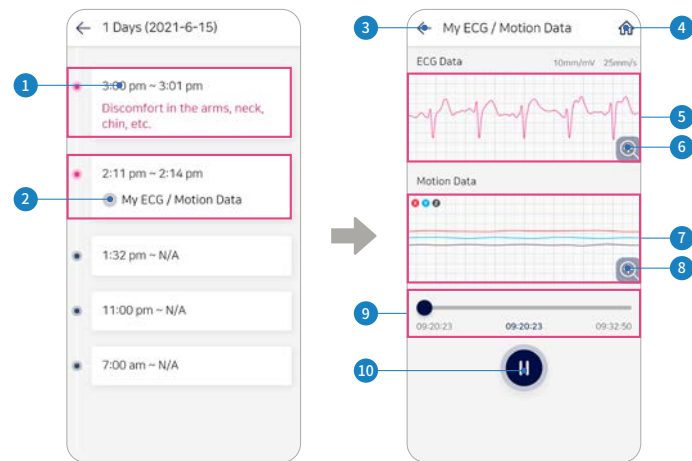 1 Days (2021-6-15)
1
3:00 pm ~ 3:01 pm
Discomfort in the arms, neck,
chin, etc.
2
2:11 pm ~ 2:14 pm
My ECG / Motion Data
1:32 pm ~ N/A
11:00 pm ~ N/A
7:00 am ~ N/A
3
My ECG / Motion Data
4
ECG Data
10mm/mV 25mm/s
5
6
Motion Data
X Y Z
7
8
9
09:20:23 09:20:23 09:32:50
10